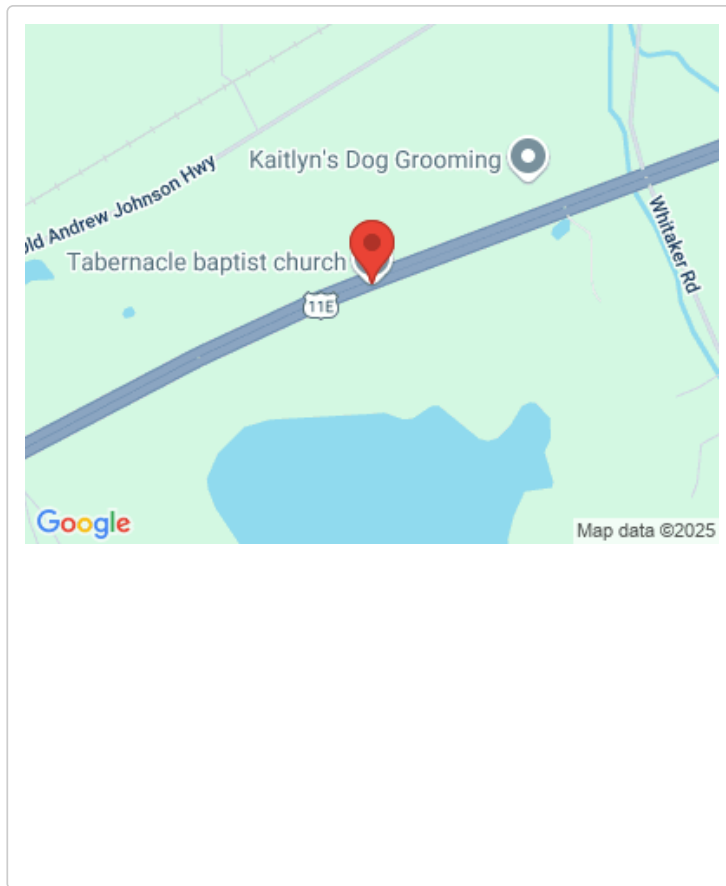 Kaitlyn's Dog Grooming
old Andrew Johnson Hwy
Whitaker Rd
Tabernacle baptist church
11E
Google
Map data ©2025